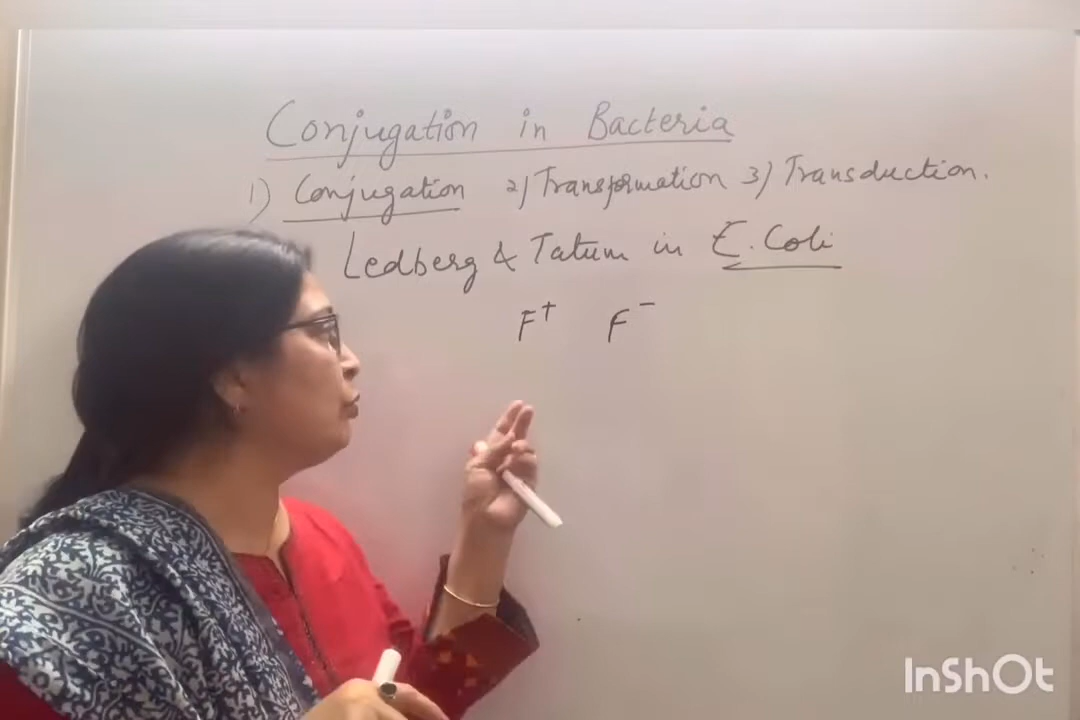 Conjugation in Bacteria
1) Conjugation 2) Transformation 3) Transduction.
Ledberg & Tatum in E. Coli
F+ F-
InShOt